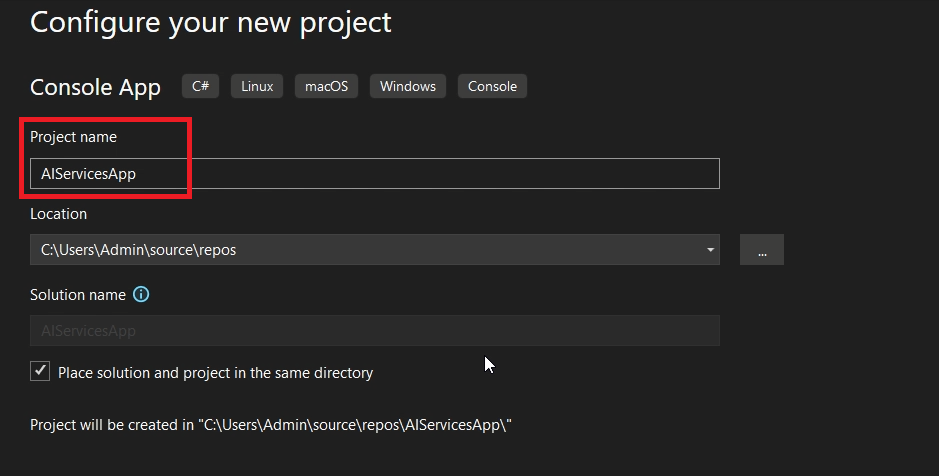 Configure your new project
Console App C# Linux macOS Windows Console
Project name
AIServicesApp
Location
C:\Users\Admin\source\repos
...
Solution name
AIServicesApp
Place solution and project in the same directory
Project will be created in "C:\Users\Admin\source\repos\AIServicesApp\"